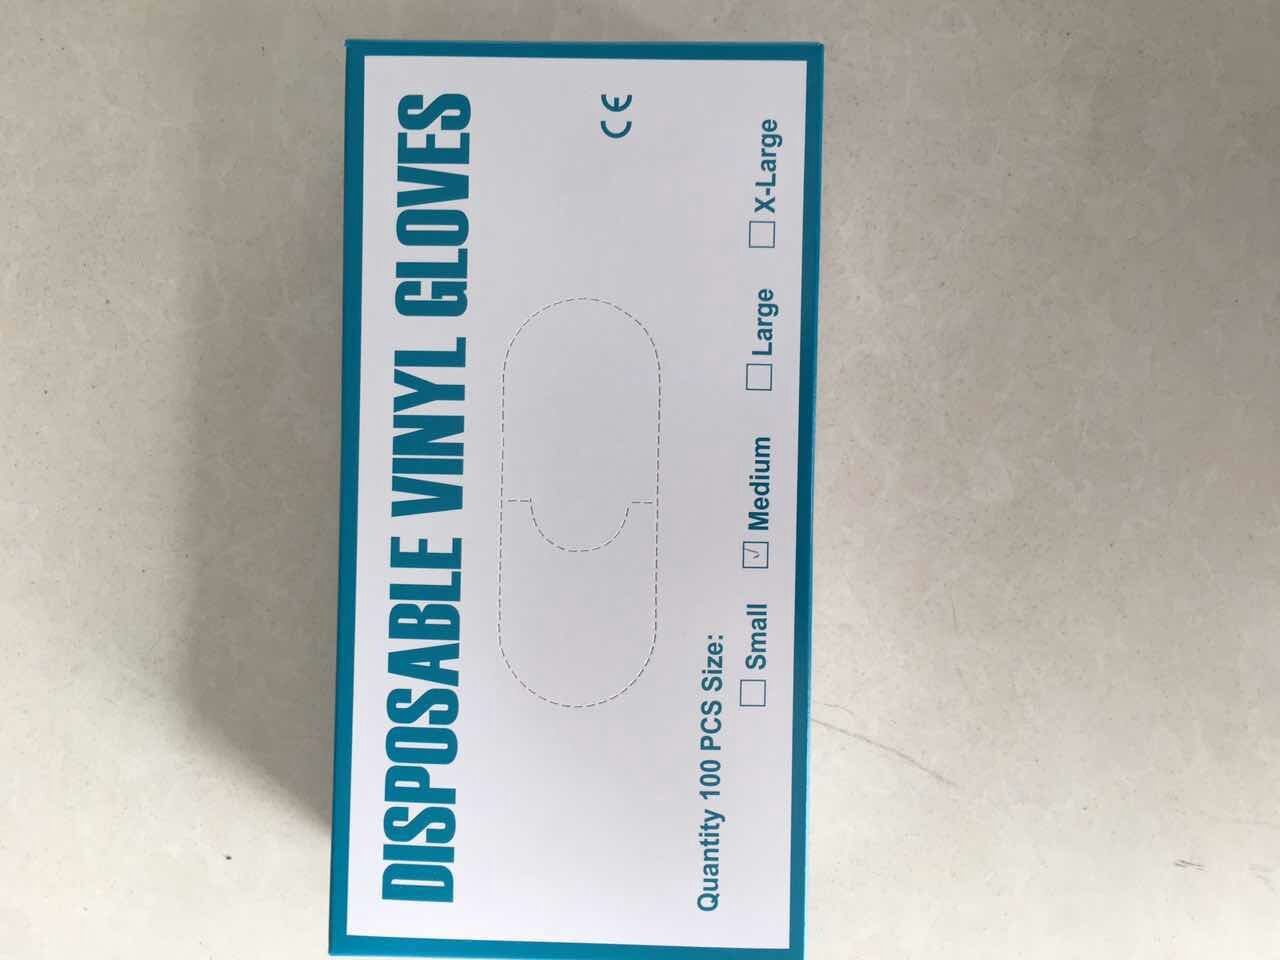 DISPOSABLE VINYL GLOVES
CE
Quantity 100 PCS Size:
☐ Small ☑ Medium ☐ Large ☐ X-Large